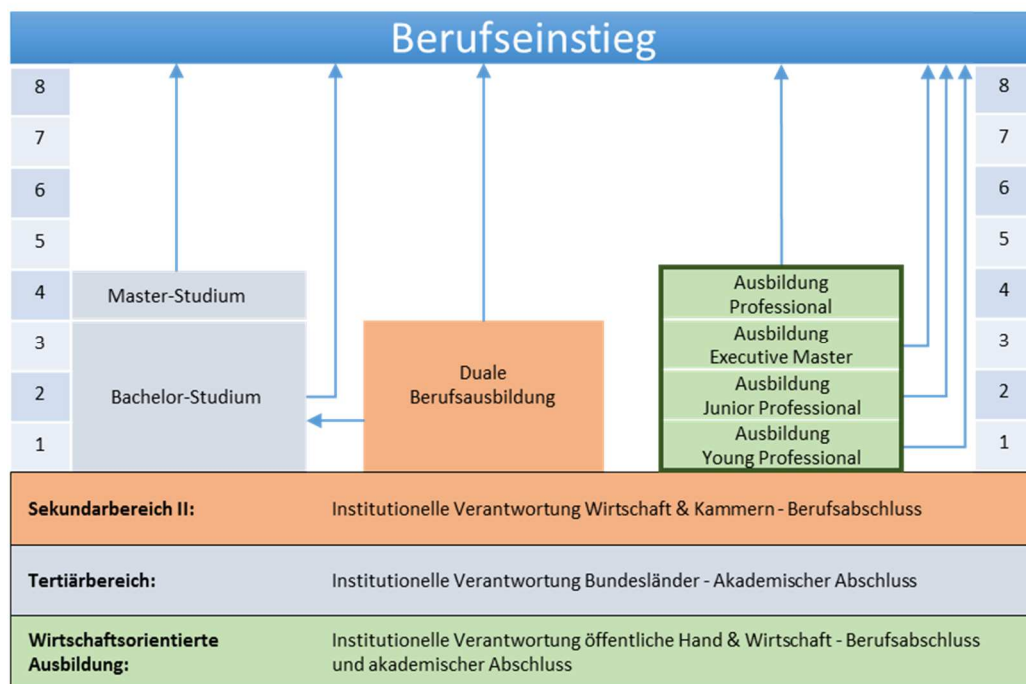 Berufseinstieg
8
8
7
7
6
6
5
5
4
Master-Studium
Ausbildung
Professional
4
3
Ausbildung
Executive Master
3
2
Bachelor-Studium
Duale
Berufsausbildung
Ausbildung
Junior Professional
2
1
Ausbildung
Young Professional
1
Sekundarbereich II:
Institutionelle Verantwortung Wirtschaft & Kammern - Berufsabschluss
Tertiärbereich:
Institutionelle Verantwortung Bundesländer - Akademischer Abschluss
Wirtschaftsorientierte
Ausbildung:
Institutionelle Verantwortung öffentliche Hand & Wirtschaft - Berufsabschluss
und akademischer Abschluss